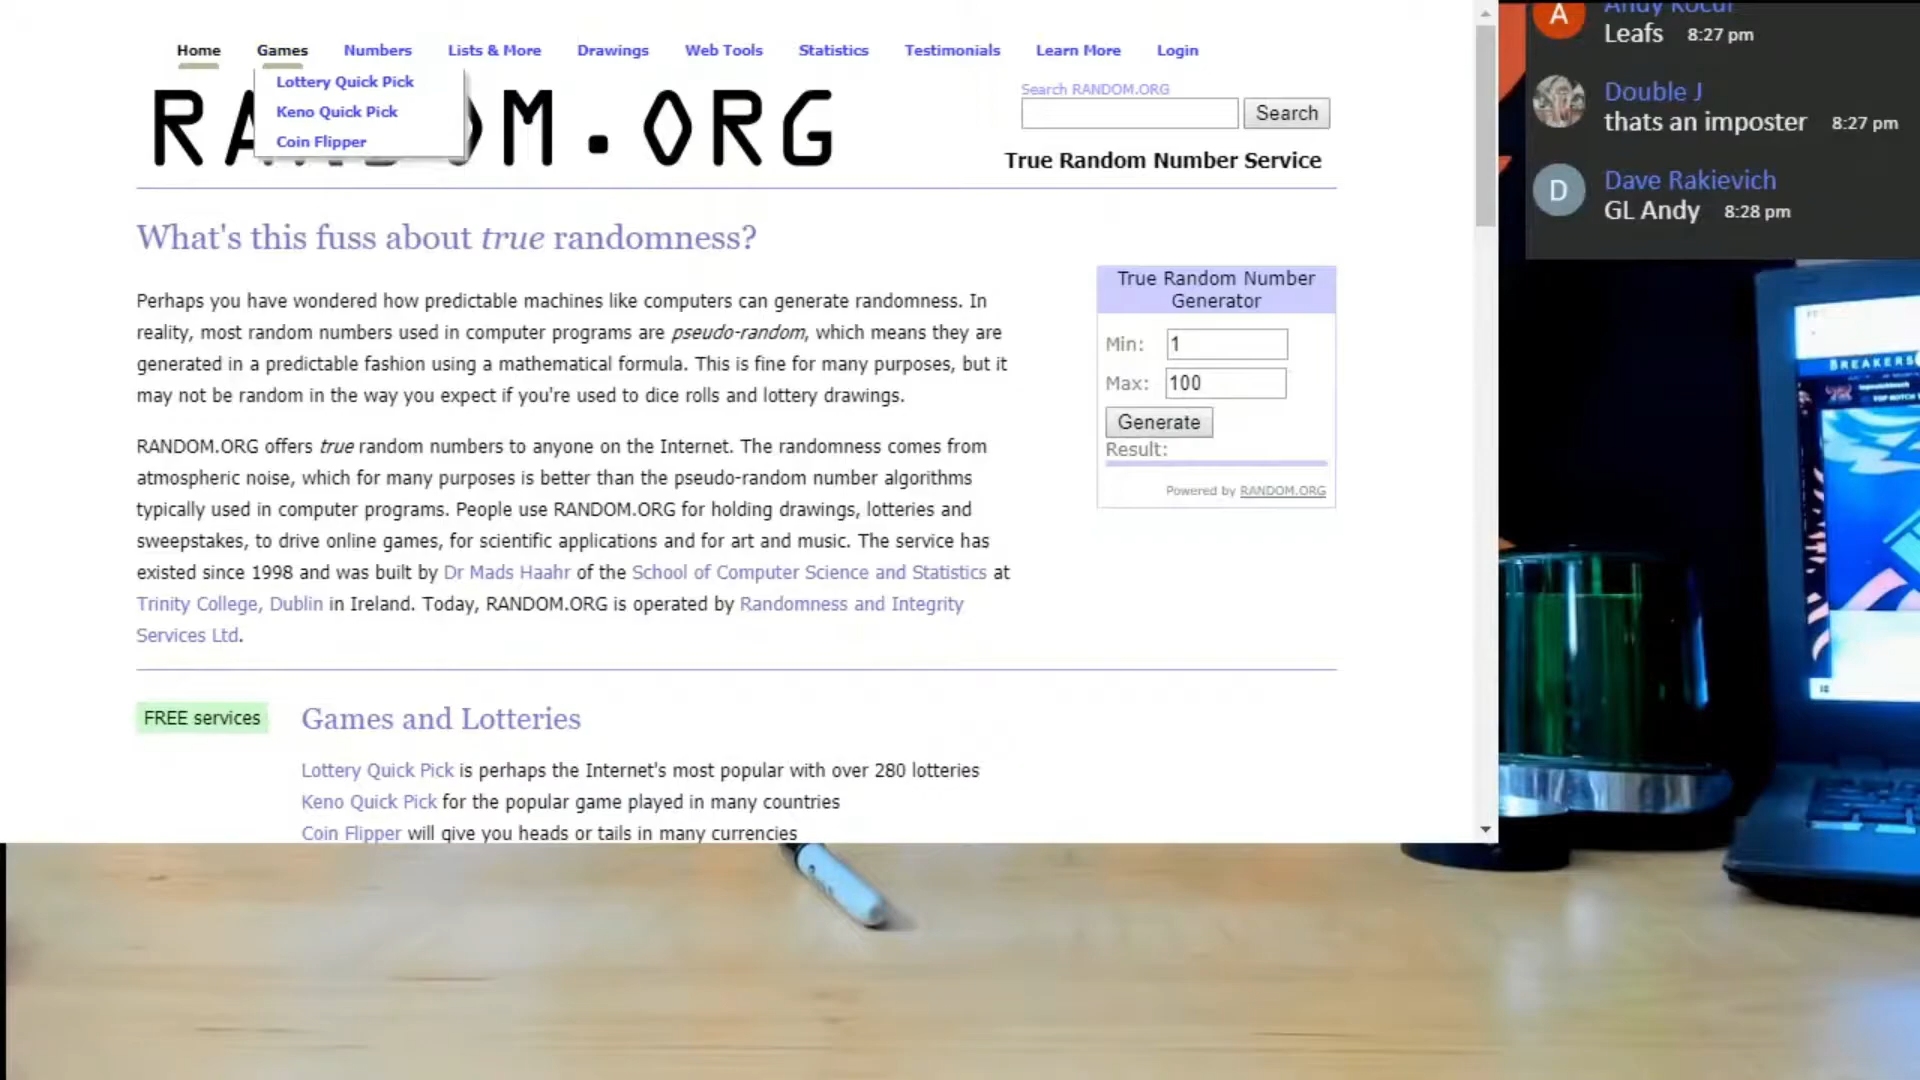 Home Games Numbers Lists & More Drawings Web Tools Statistics Testimonials Learn More Login
Lottery Quick Pick
Keno Quick Pick
Coin Flipper
RANDOM.ORG
Search RANDOM.ORG
Search
True Random Number Service
What's this fuss about true randomness?
Perhaps you have wondered how predictable machines like computers can generate randomness. In
reality, most random numbers used in computer programs are pseudo-random, which means they are
generated in a predictable fashion using a mathematical formula. This is fine for many purposes, but it
may not be random in the way you expect if you're used to dice rolls and lottery drawings.
RANDOM.ORG offers true random numbers to anyone on the Internet. The randomness comes from
atmospheric noise, which for many purposes is better than the pseudo-random number algorithms
typically used in computer programs. People use RANDOM.ORG for holding drawings, lotteries and
sweepstakes, to drive online games, for scientific applications and for art and music. The service has
existed since 1998 and was built by Dr Mads Haahr of the School of Computer Science and Statistics at
Trinity College, Dublin in Ireland. Today, RANDOM.ORG is operated by Randomness and Integrity
Services Ltd.
True Random Number
Generator
Min: 1
Max: 100
Generate
Result:
Powered by RANDOM.ORG
FREE services
Games and Lotteries
Lottery Quick Pick is perhaps the Internet's most popular with over 280 lotteries
Keno Quick Pick for the popular game played in many countries
Coin Flipper will give you heads or tails in many currencies
A
Andy Kocur
Leafs 8:27 pm
Double J
thats an imposter 8:27 pm
D
Dave Rakievich
GL Andy 8:28 pm
BREAKERS